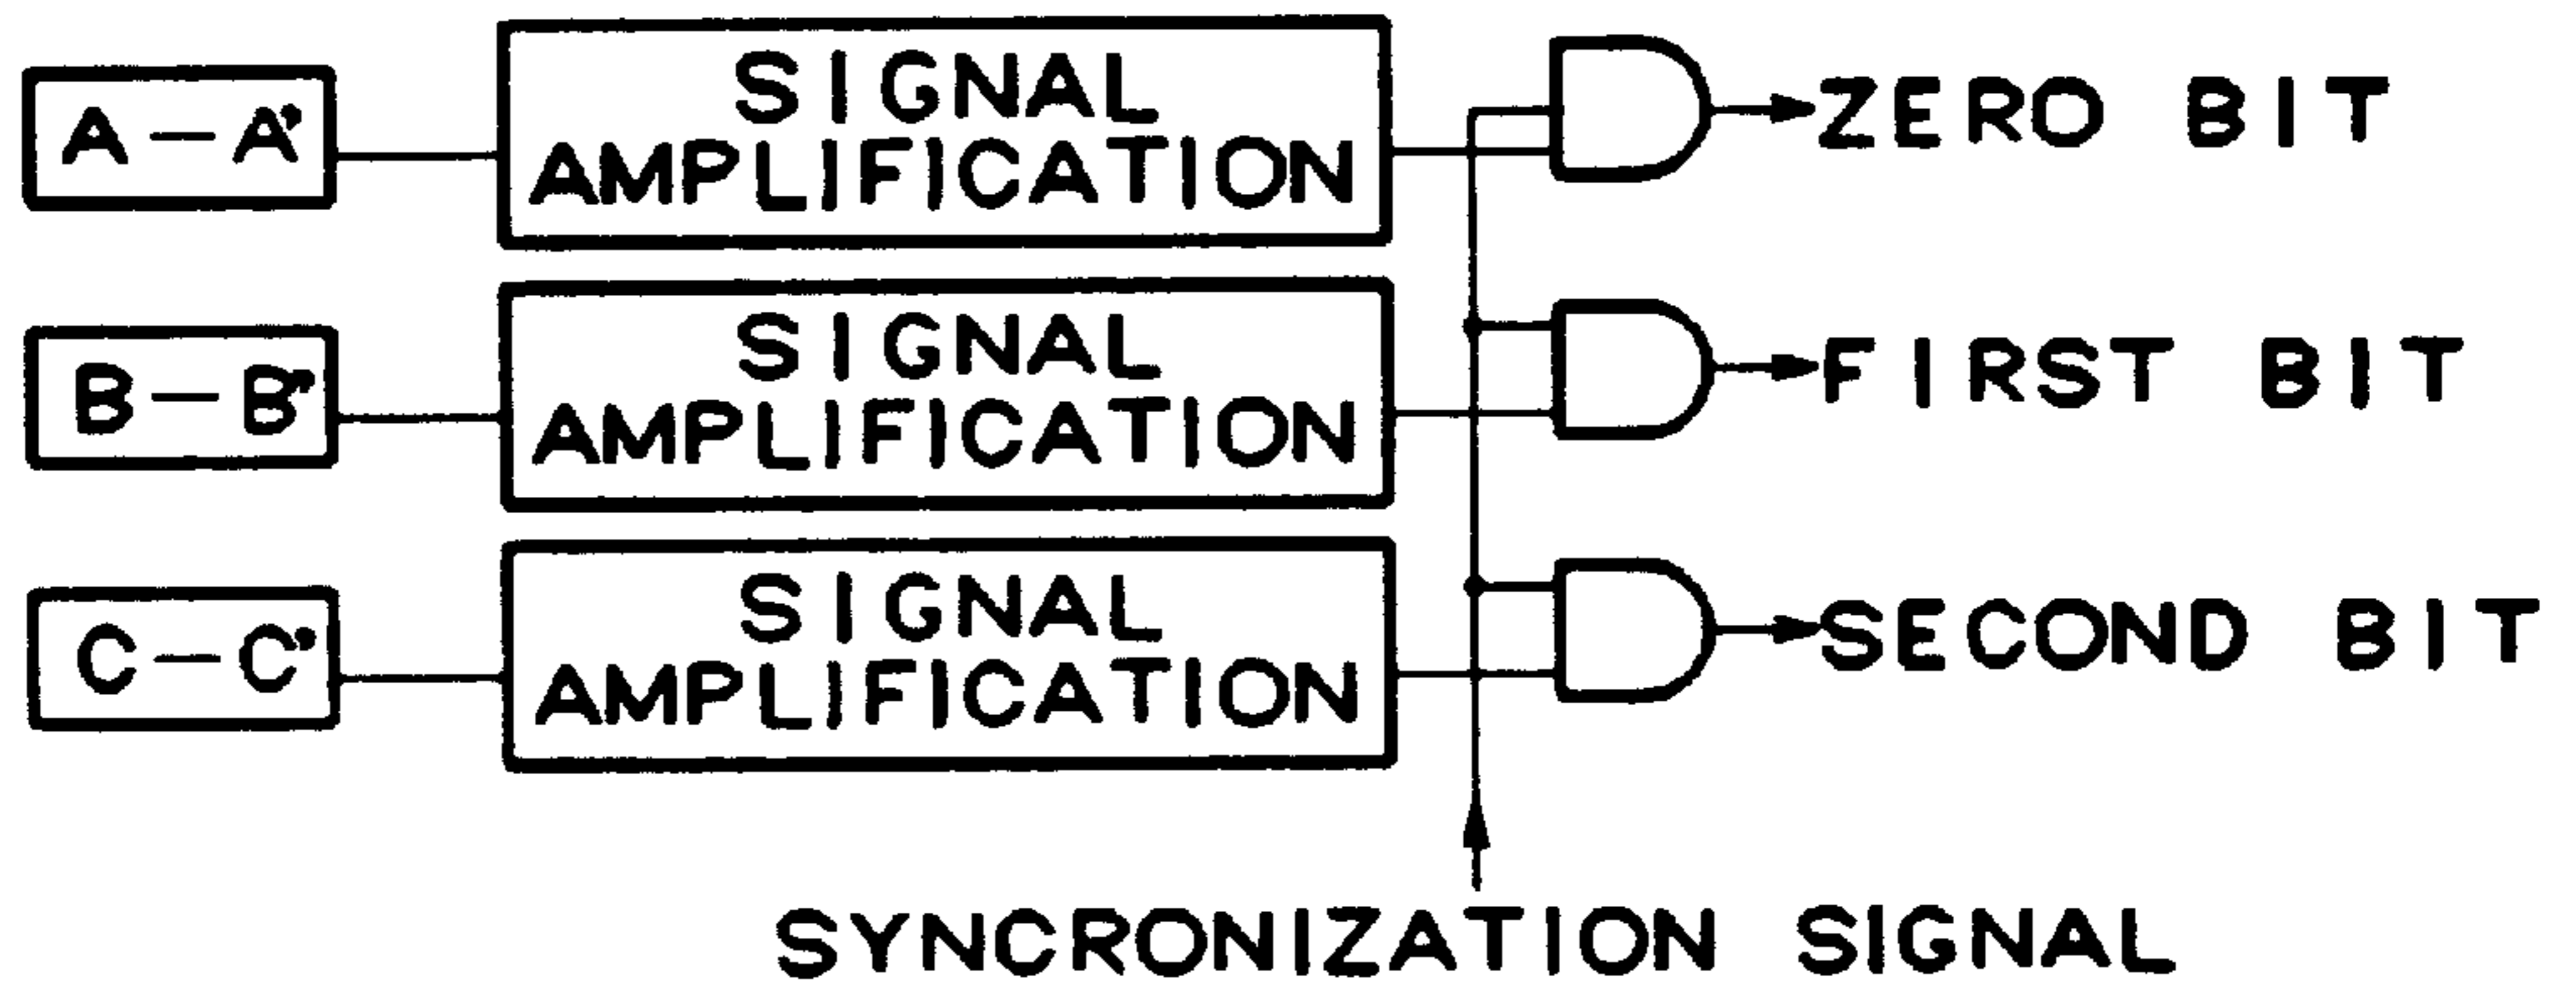 A-A'
SIGNAL
AMPLIFICATION
ZERO BIT
B-B'
SIGNAL
AMPLIFICATION
FIRST BIT
C-C'
SIGNAL
AMPLIFICATION
SECOND BIT
SYNCRONIZATION SIGNAL